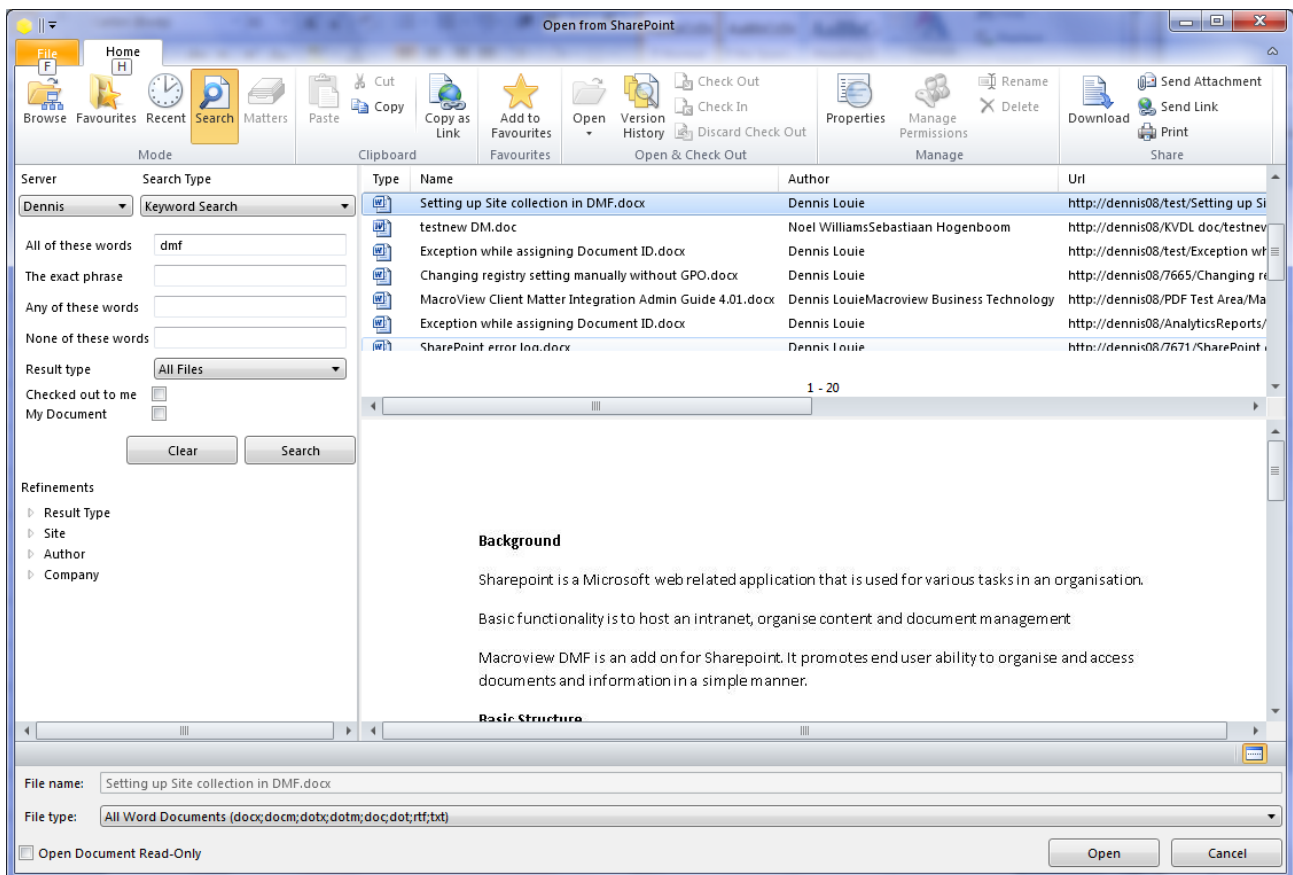 Open from SharePoint
File
Home
F
H
Browse Favourites Recent Search Matters
Mode
Paste
Cut
Copy
Clipboard
Copy as Link
Add to Favourites
Favourites
Open
Version History
Check Out
Check In
Discard Check Out
Open & Check Out
Properties
Manage Permissions
Rename
Delete
Manage
Download
Send Attachment
Send Link
Print
Share
Server Search Type
Dennis Keyword Search
All of these words dmf
The exact phrase
Any of these words
None of these words
Result type All Files
Checked out to me
My Document
Clear Search
Refinements
Result Type
Site
Author
Company
Type Name Author Url
Setting up Site collection in DMF.docx Dennis Louie http://dennis08/test/Setting up Si
testnew DM.doc Noel WilliamsSebastiaan Hogenboom http://dennis08/KVDL doc/testnev
Exception while assigning Document ID.docx Dennis Louie http://dennis08/test/Exception wh
Changing registry setting manually without GPO.docx Dennis Louie http://dennis08/7665/Changing re
MacroView Client Matter Integration Admin Guide 4.01.docx Dennis LouieMacroview Business Technology http://dennis08/PDF Test Area/Ma
Exception while assigning Document ID.docx Dennis Louie http://dennis08/AnalyticsReports/
SharePoint error log.docx Dennis Louie http://dennis08/7671/SharePoint
1 - 20
Background
Sharepoint is a Microsoft web related application that is used for various tasks in an organisation.
Basic functionality is to host an intranet, organise content and document management
Macroview DMF is an add on for Sharepoint. It promotes end user ability to organise and access
documents and information in a simple manner.
Basic Structure
File name: Setting up Site collection in DMF.docx
File type: All Word Documents (docx;docm;dotx;dotm;doc;dot;rtf;txt)
Open Document Read-Only
Open Cancel